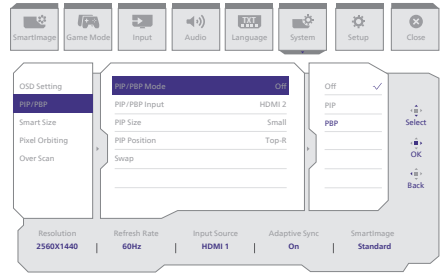 SmartImage Game Mode Input Audio Language System Setup Close
TXT
OSD Setting
PIP/PBP
Smart Size
Pixel Orbiting
Over Scan
PIP/PBP Mode Off
PIP/PBP Input HDMI 2
PIP Size Small
PIP Position Top-R
Swap
Off
PIP
PBP
Select
OK
Back
Resolution Refresh Rate Input Source Adaptive Sync SmartImage
2560X1440 | 60Hz | HDMI 1 | On | Standard